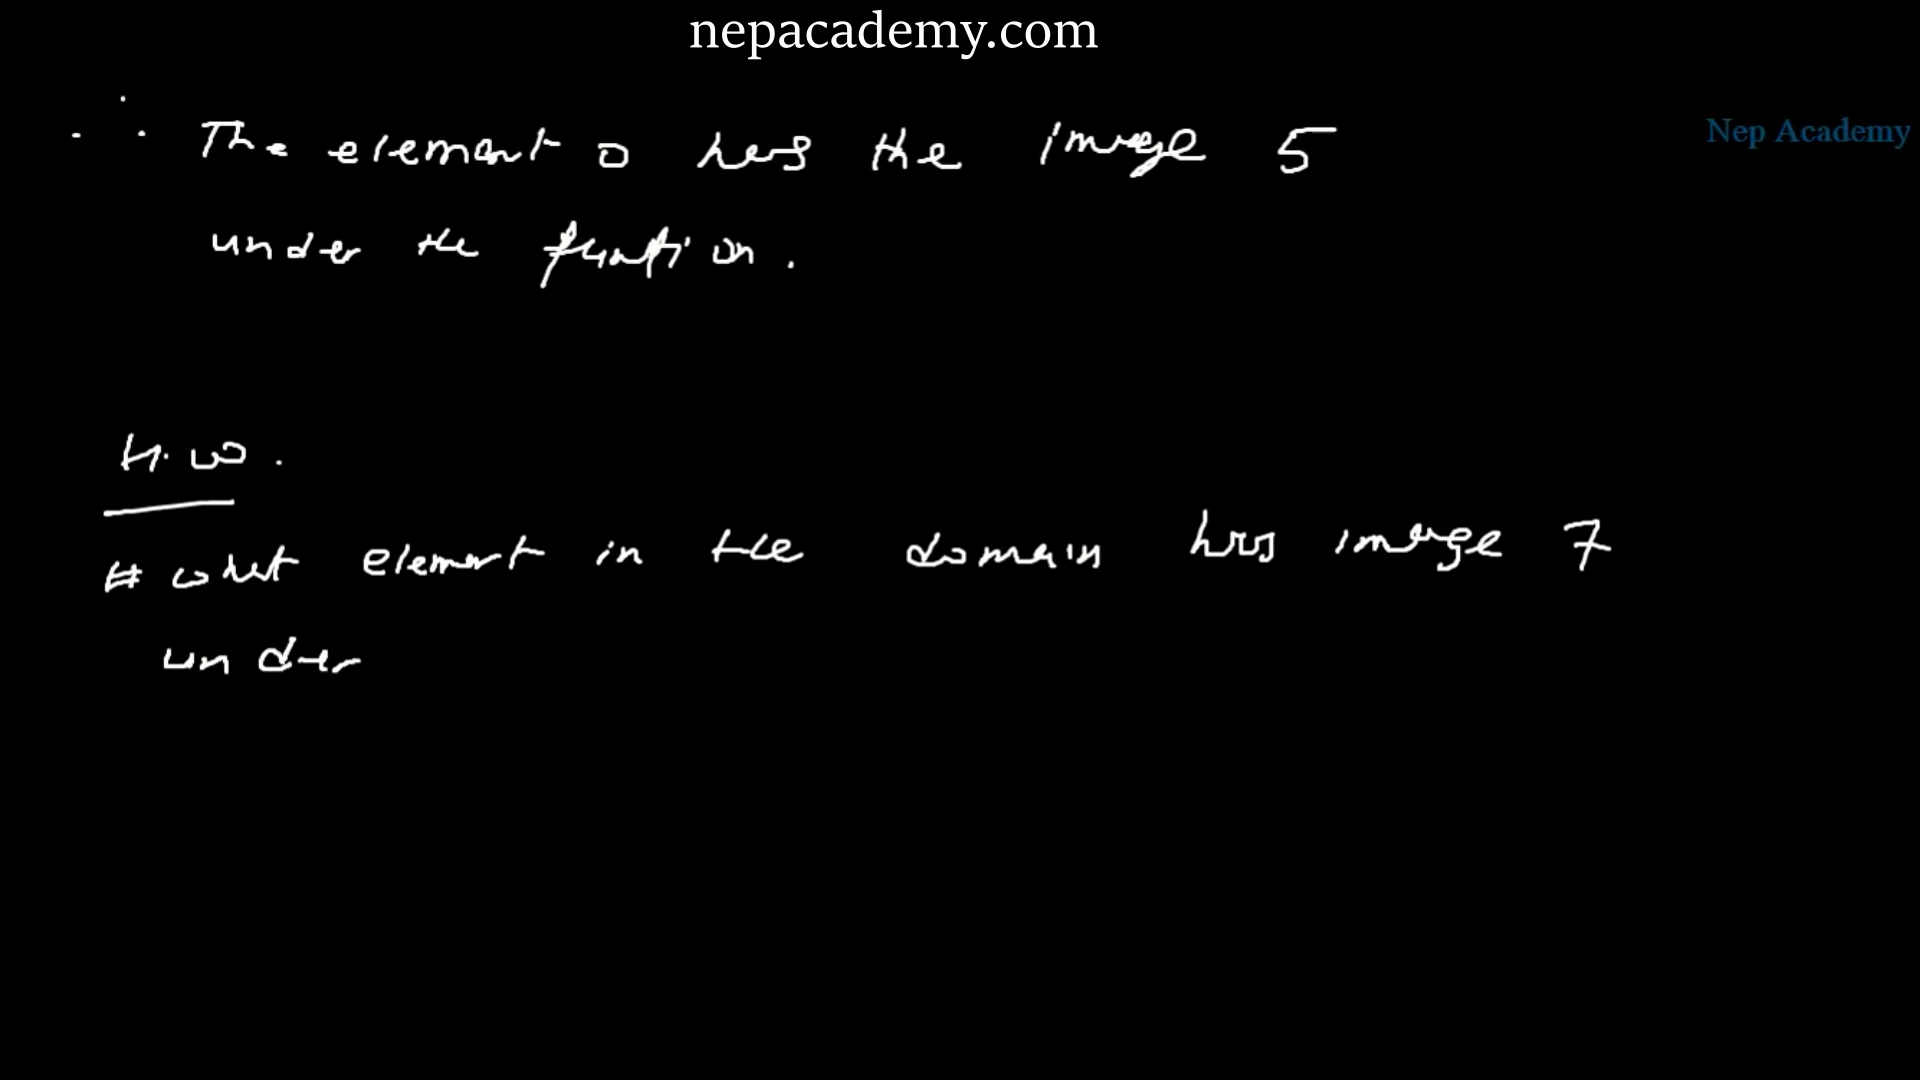 nepacademy.com
Nep Academy
∴ The element 0 has the image 5
under the function.
H.W.
# what element in the domain has image 7
under